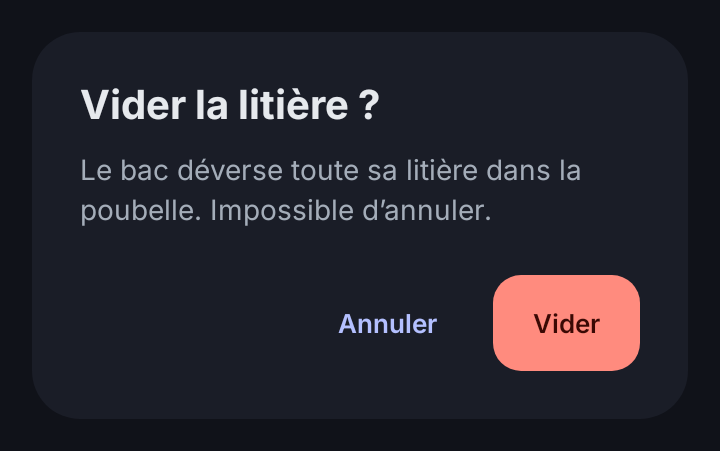 Vider la litière ?
Le bac déverse toute sa litière dans la
poubelle. Impossible d’annuler.
Annuler
Vider